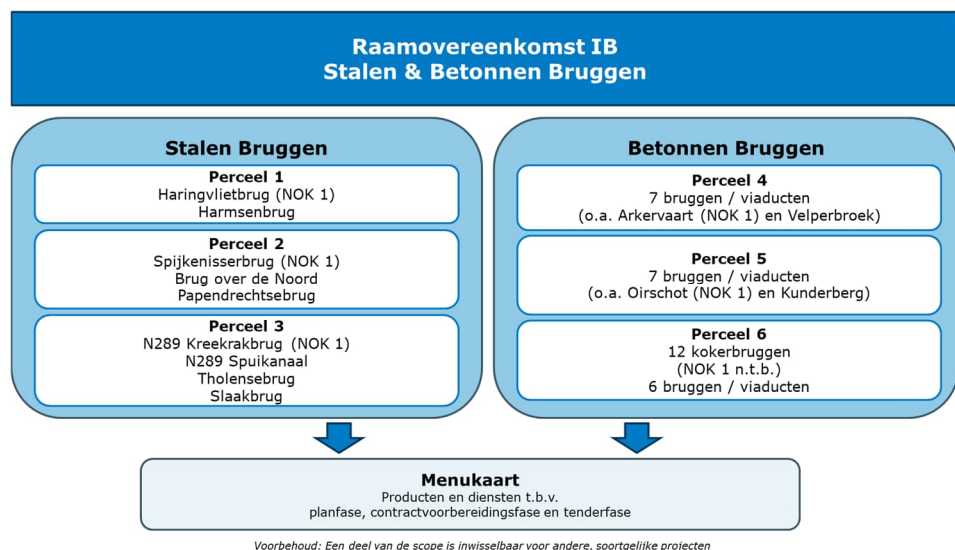 Raamovereenkomst IB
Stalen & Betonnen Bruggen
Stalen Bruggen
Perceel 1
Haringvlietbrug (NOK 1)
Harmsenbrug
Perceel 2
Spijkenisserbrug (NOK 1)
Brug over de Noord
Papendrechtsebrug
Perceel 3
N289 Kreekrakbrug (NOK 1)
N289 Spuikanaal
Tholensebrug
Slaakbrug
Betonnen Bruggen
Perceel 4
7 bruggen / viaducten
(o.a. Arkervaart (NOK 1) en Velperbroek)
Perceel 5
7 bruggen / viaducten
(o.a. Oirschot (NOK 1) en Kunderberg)
Perceel 6
12 kokerbruggen
(NOK 1 n.t.b.)
6 bruggen / viaducten
Menukaart
Producten en diensten t.b.v.
planfase, contractvoorbereidingsfase en tenderfase
Voorbehoud: Een deel van de scope is inwisselbaar voor andere, soortgelijke projecten